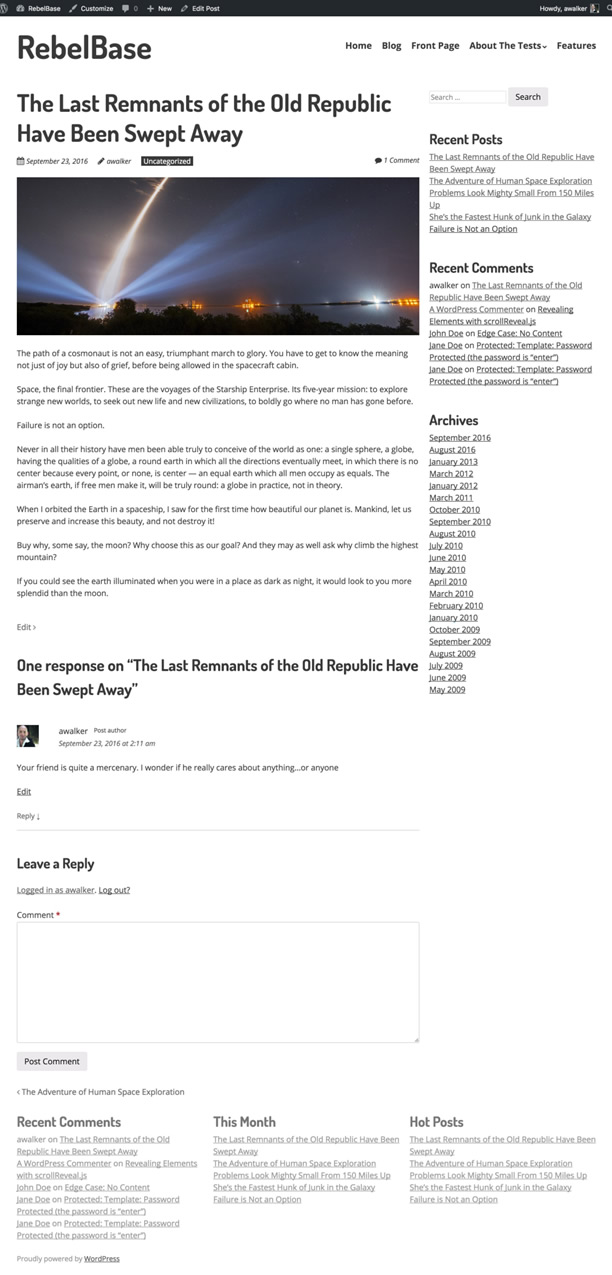 RebelBase
Customize
0
New
Edit Post
Howdy, awalker
RebelBase
Home
Blog
Front Page
About The Tests
Features
The Last Remnants of the Old Republic
Have Been Swept Away
September 23, 2016
awalker
Uncategorized
1 Comment
The path of a cosmonaut is not an easy, triumphant march to glory. You have to get to know the meaning
not just of joy but also of grief, before being allowed in the spacecraft cabin.
Space, the final frontier. These are the voyages of the Starship Enterprise. Its five-year mission: to explore
strange new worlds, to seek out new life and new civilizations, to boldly go where no man has gone before.
Failure is not an option.
Never in all their history have men been able truly to conceive of the world as one: a single sphere, a globe,
having the qualities of a globe, a round earth in which all the directions eventually meet, in which there is no
center because every point, or none, is center — an equal earth which all men occupy as equals. The
airman's earth, if free men make it, will be truly round: a globe in practice, not in theory.
When I orbited the Earth in a spaceship, I saw for the first time how beautiful our planet is. Mankind, let us
preserve and increase this beauty, and not destroy it!
Buy why, some say, the moon? Why choose this as our goal? And they may as well ask why climb the highest
mountain?
If you could see the earth illuminated when you were in a place as dark as night, it would look to you more
splendid than the moon.
Edit ›
One response on “The Last Remnants of the Old Republic Have
Been Swept Away”
awalker Post author
September 23, 2016 at 2:11 am
Your friend is quite a mercenary. I wonder if he really cares about anything…or anyone
Edit
Reply ↓
Leave a Reply
Logged in as awalker. Log out?
Comment *
Post Comment
‹ The Adventure of Human Space Exploration
Search ...
Search
Recent Posts
The Last Remnants of the Old Republic Have
Been Swept Away
The Adventure of Human Space Exploration
Problems Look Mighty Small From 150 Miles
Up
She's the Fastest Hunk of Junk in the Galaxy
Failure is Not an Option
Recent Comments
awalker on The Last Remnants of the Old
Republic Have Been Swept Away
A WordPress Commenter on Revealing
Elements with scrollReveal.js
John Doe on Edge Case: No Content
Jane Doe on Protected: Template: Password
Protected (the password is “enter”)
Jane Doe on Protected: Template: Password
Protected (the password is “enter”)
Archives
September 2016
August 2016
January 2013
March 2012
January 2012
March 2011
October 2010
September 2010
August 2010
July 2010
June 2010
May 2010
April 2010
March 2010
February 2010
January 2010
October 2009
September 2009
August 2009
July 2009
June 2009
May 2009
Recent Comments
awalker on The Last Remnants of the Old
Republic Have Been Swept Away
A WordPress Commenter on Revealing Elements
with scrollReveal.js
John Doe on Edge Case: No Content
Jane Doe on Protected: Template: Password
Protected (the password is “enter”)
Jane Doe on Protected: Template: Password
Protected (the password is “enter”)
This Month
The Last Remnants of the Old Republic Have Been
Swept Away
The Adventure of Human Space Exploration
Problems Look Mighty Small From 150 Miles Up
She's the Fastest Hunk of Junk in the Galaxy
Failure is Not an Option
Hot Posts
The Last Remnants of the Old Republic Have Been
Swept Away
The Adventure of Human Space Exploration
Problems Look Mighty Small From 150 Miles Up
She's the Fastest Hunk of Junk in the Galaxy
Failure is Not an Option
Proudly powered by WordPress